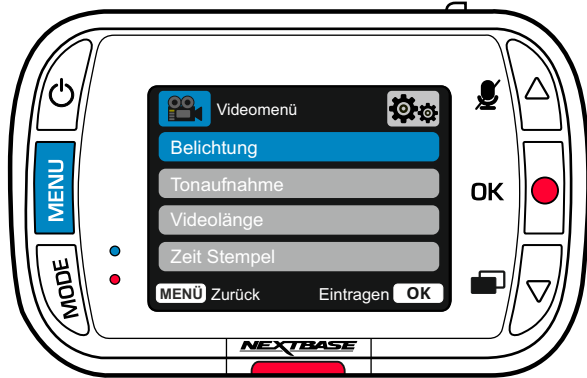 Videomenü
Belichtung
MENU
Tonaufnahme
OK
Videolänge
Zeit Stempel
MODE
MENÜ Zurück Eintragen OK
NEXTBASE